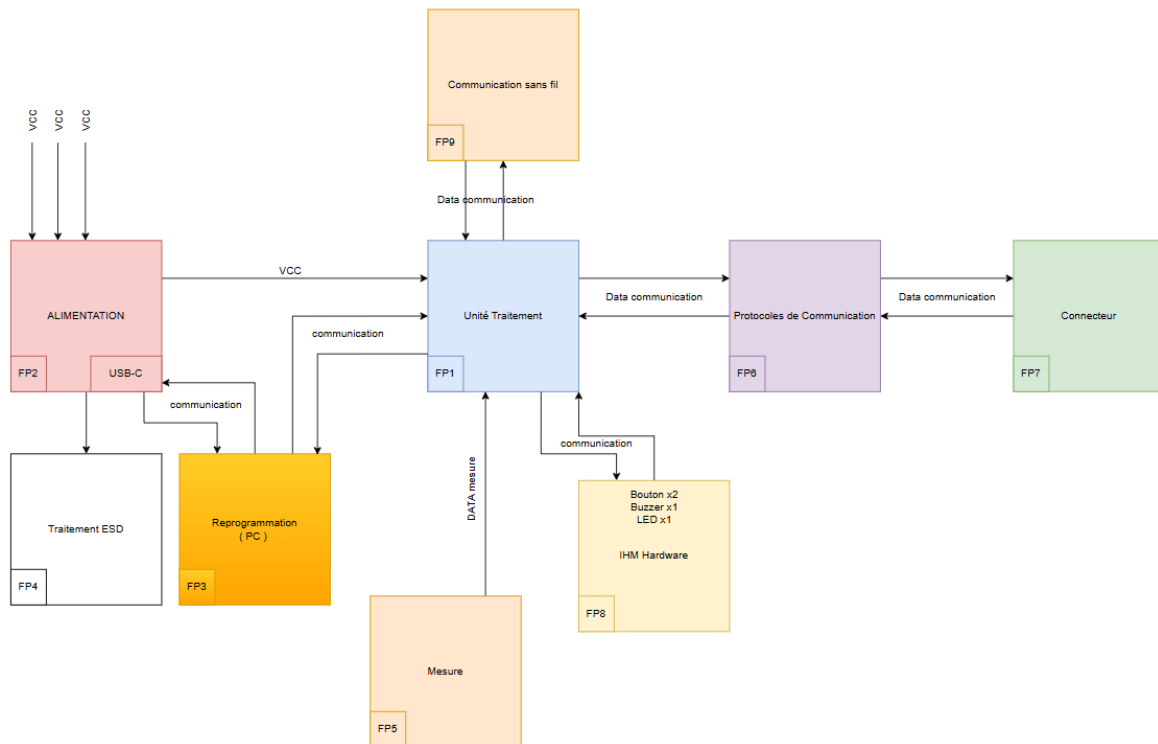 Communication sans fil
FP9
VCC
VCC
VCC
Data communication
ALIMENTATION
FP2
USB-C
VCC
Unité Traitement
FP1
Data communication
Protocoles de Communication
FP6
Data communication
Connecteur
FP7
communication
communication
Traitement ESD
FP4
Reprogrammation
( PC )
FP3
DATA mesure
communication
Bouton x2
Buzzer x1
LED x1
IHM Hardware
FP8
Mesure
FP5